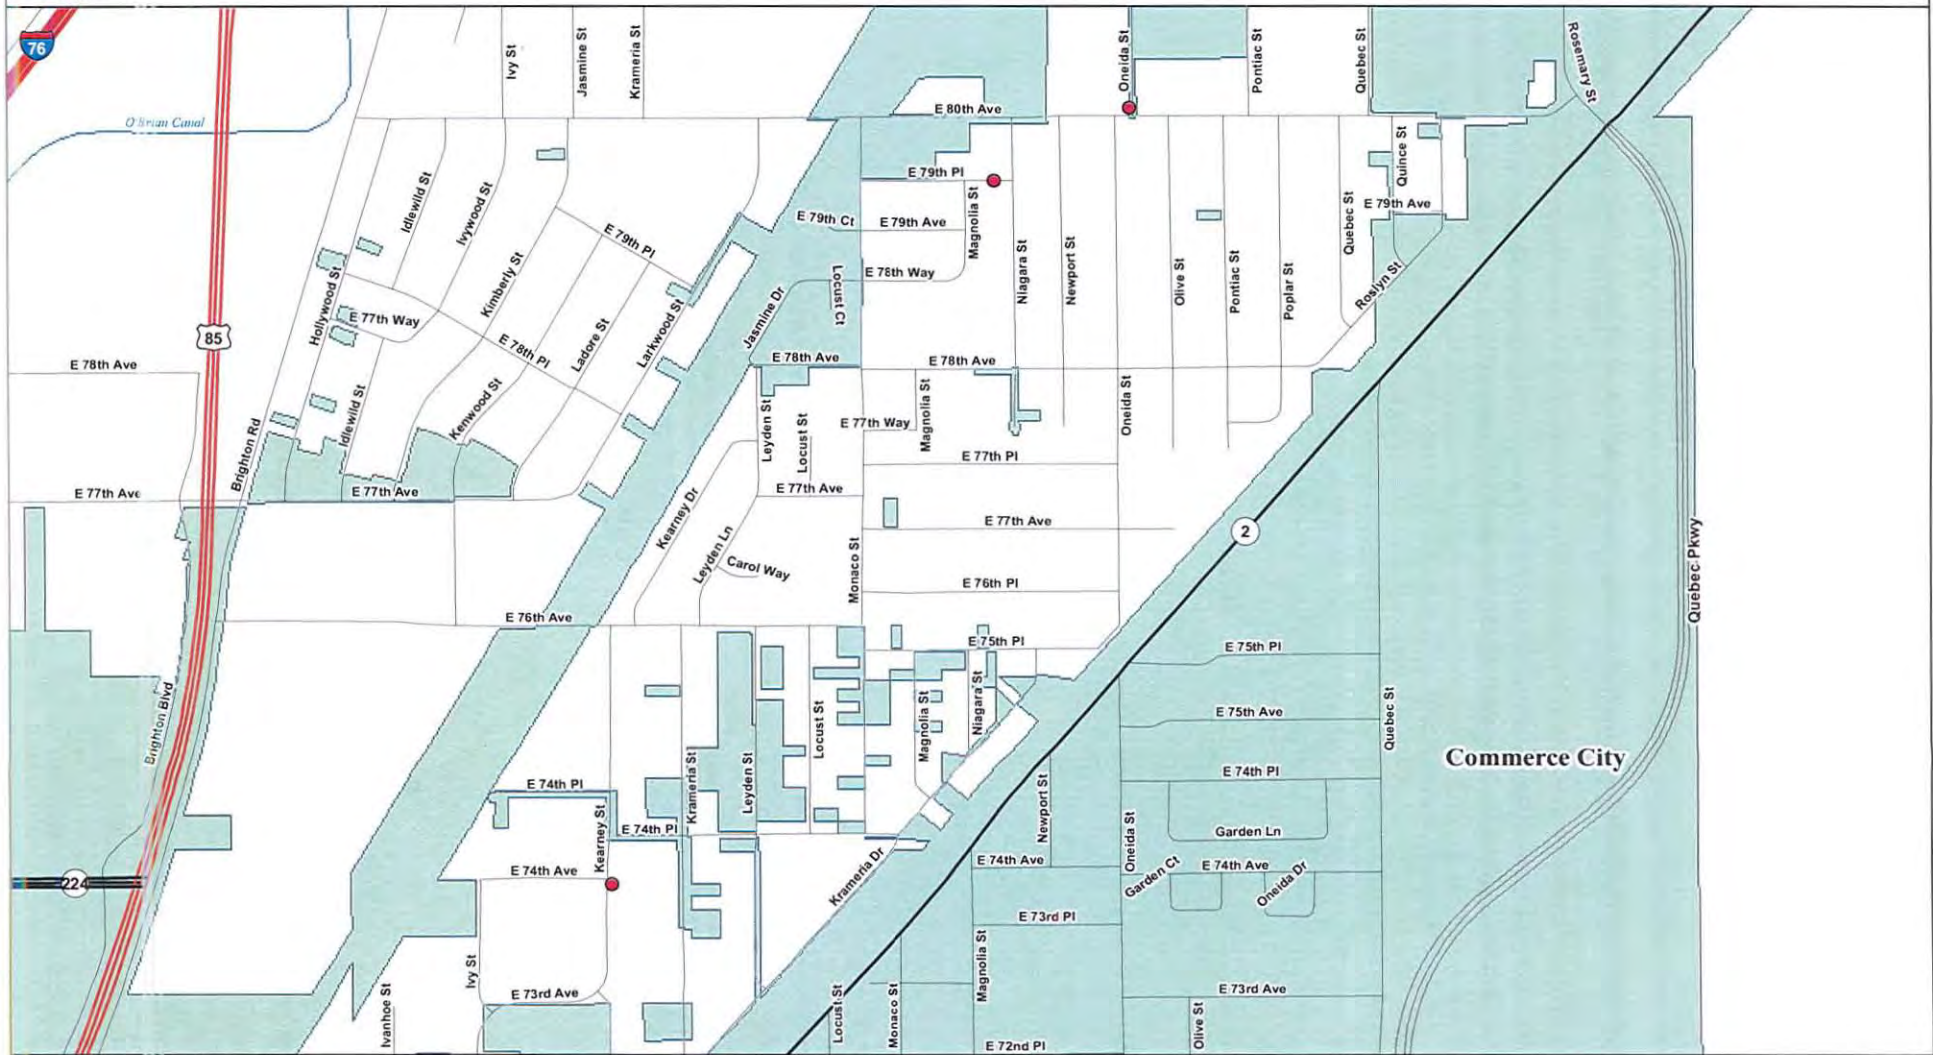 76
Ivy St
Jasmine St
Krameria St
Oneida St
Pontiac St
Quebec St
Rosemary St
O'Brian Canal
E 80th Ave
Idlewild St
Ivywood St
E 79th Pl
Quince St
E 79th Pl
Magnolia St
E 79th Ct
E 79th Ave
E 79th Ave
Hollywood St
Kimberly St
E 78th Way
Locust Ct
Niagara St
Newport St
Olive St
Pontiac St
Poplar St
Quebec St
Roslyn St
E 77th Way
Larkwood St
Jasmine Dr
85
E 78th Ave
E 78th Pl
Ladore St
E 78th Ave
E 78th Ave
Idlewild St
Kenwood St
Leyden St
Locust St
E 77th Way
Magnolia St
Oneida St
Brighton Rd
E 77th Pl
E 77th Ave
E 77th Ave
E 77th Ave
Kearney Dr
E 77th Ave
2
Leyden Ln
Carol Way
Monaco St
E 76th Pl
Quebec Pkwy
E 76th Ave
E 75th Pl
E 75th Pl
Brighton Blvd
Locust St
Magnolia St
Niagara St
E 75th Ave
Quebec St
Commerce City
E 74th Pl
Krameria St
Leyden St
E 74th Pl
Kearney St
E 74th Pl
Newport St
Oneida St
Garden Ln
E 74th Ave
Krameria Dr
E 74th Ave
Garden Ct
E 74th Ave
Oneida Dr
224
E 73rd Pl
Ivy St
Magnolia St
E 73rd Ave
E 73rd Ave
Ivanhoe St
Locust St
Monaco St
Olive St
E 72nd Pl